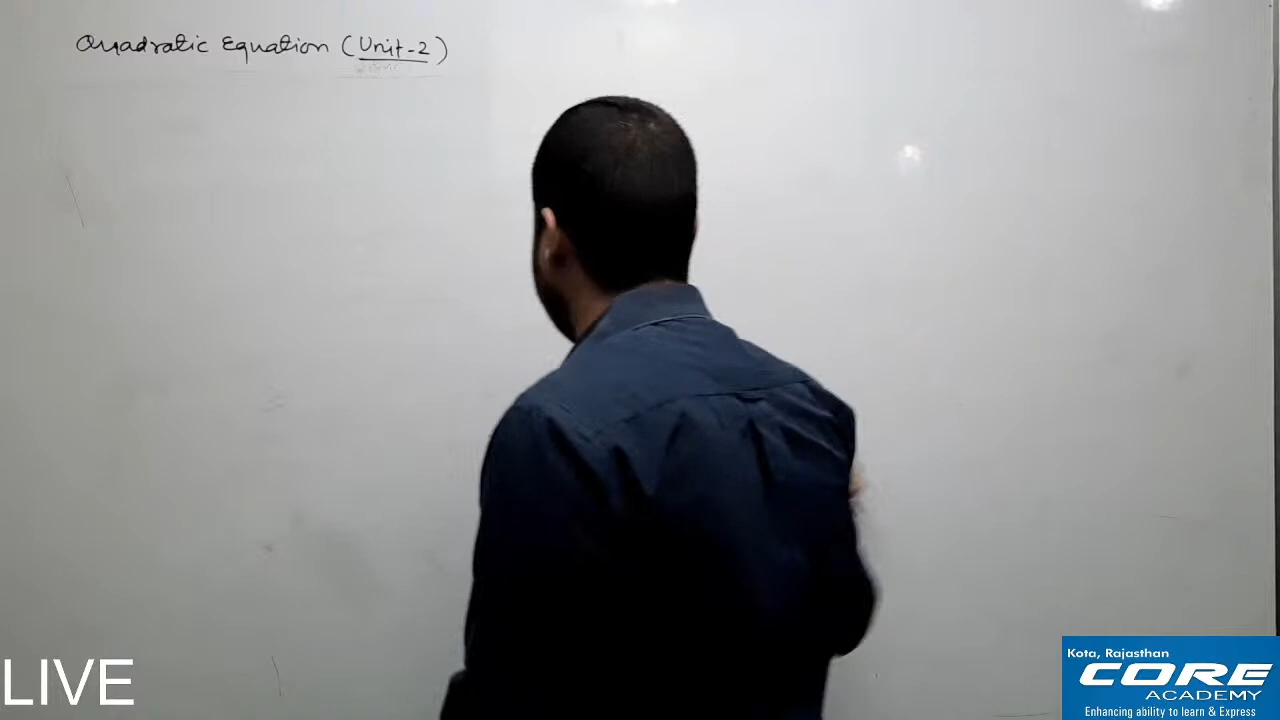 Quadratic Equation (Unit-2)
LIVE
Kota, Rajasthan
CORE
ACADEMY
Enhancing ability to learn & Express